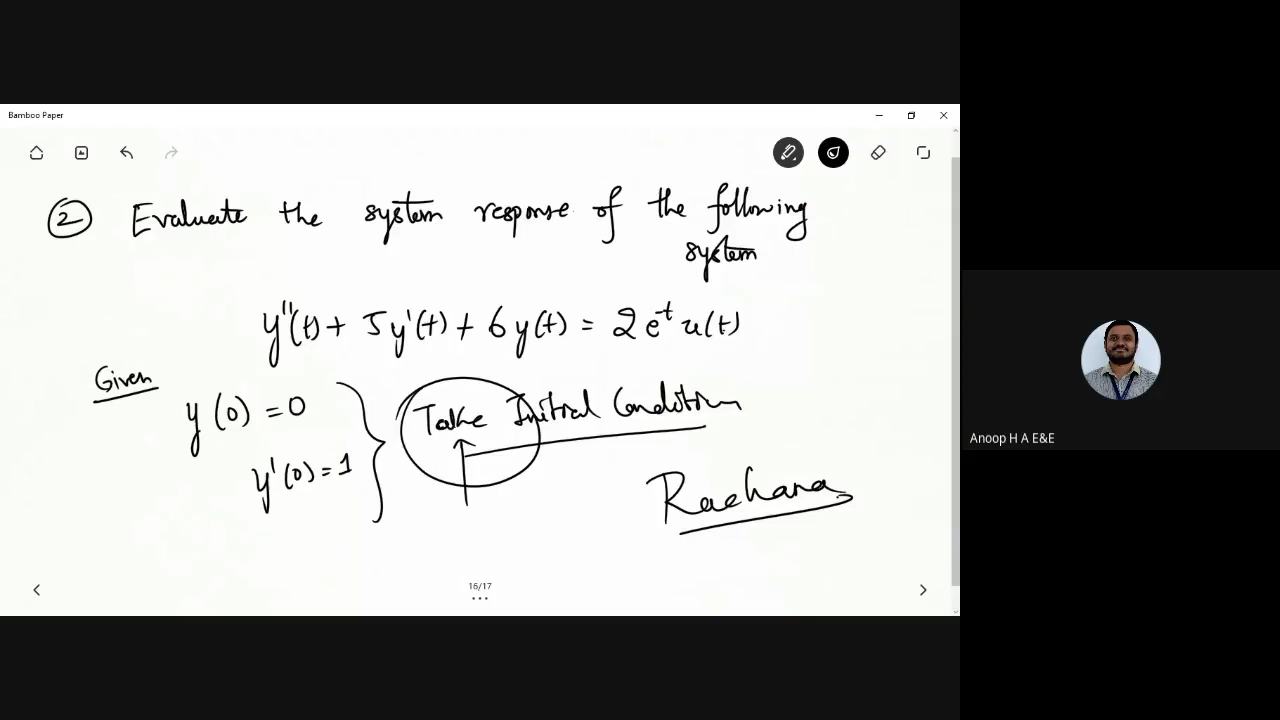 Bamboo Paper
② Evaluate the system response of the following
system
y''(t) + 5y'(t) + 6y(t) = 2e^-t u(t)
Given
y(0) = 0
Take Initial Condition
y'(0) = 1
Rachana
16/17
Anoop H A E&E